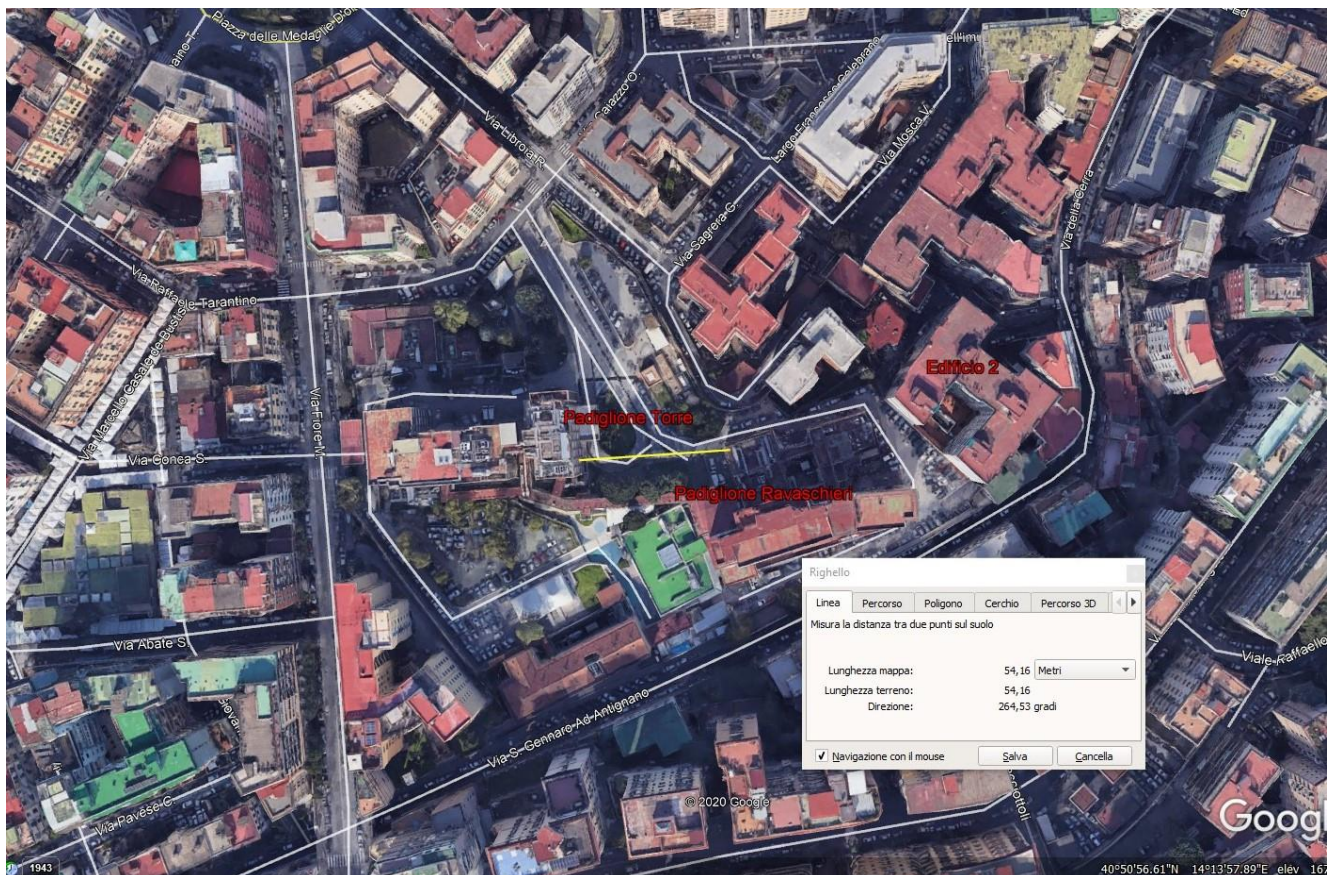 Piazza delle Medaglie D'o
Via Libroia R.
Caiazzo O.
Largo Francesco Celebrano
Via Mosca V.
Via Sagrera G.
Via della Cerra
Via Raffaele Tarantino
Via Marcello Casale de Bustis
Via Fiore M.
Via Conca S.
Edificio 2
Padiglione Torre
Padiglione Ravaschieri
Via Abate S.
Via Pavese C
Via S. Gennaro Ad Antignano
Viale Raffaello
Righello
Linea Percorso Poligono Cerchio Percorso 3D
Misura la distanza tra due punti sul suolo
Lunghezza mappa: 54,16 Metri
Lunghezza terreno: 54,16
Direzione: 264,53 gradi
Navigazione con il mouse Salva Cancella
© 2020 Google
Googl
1943
40°50'56.61"N 14°13'57.89"E elev 167